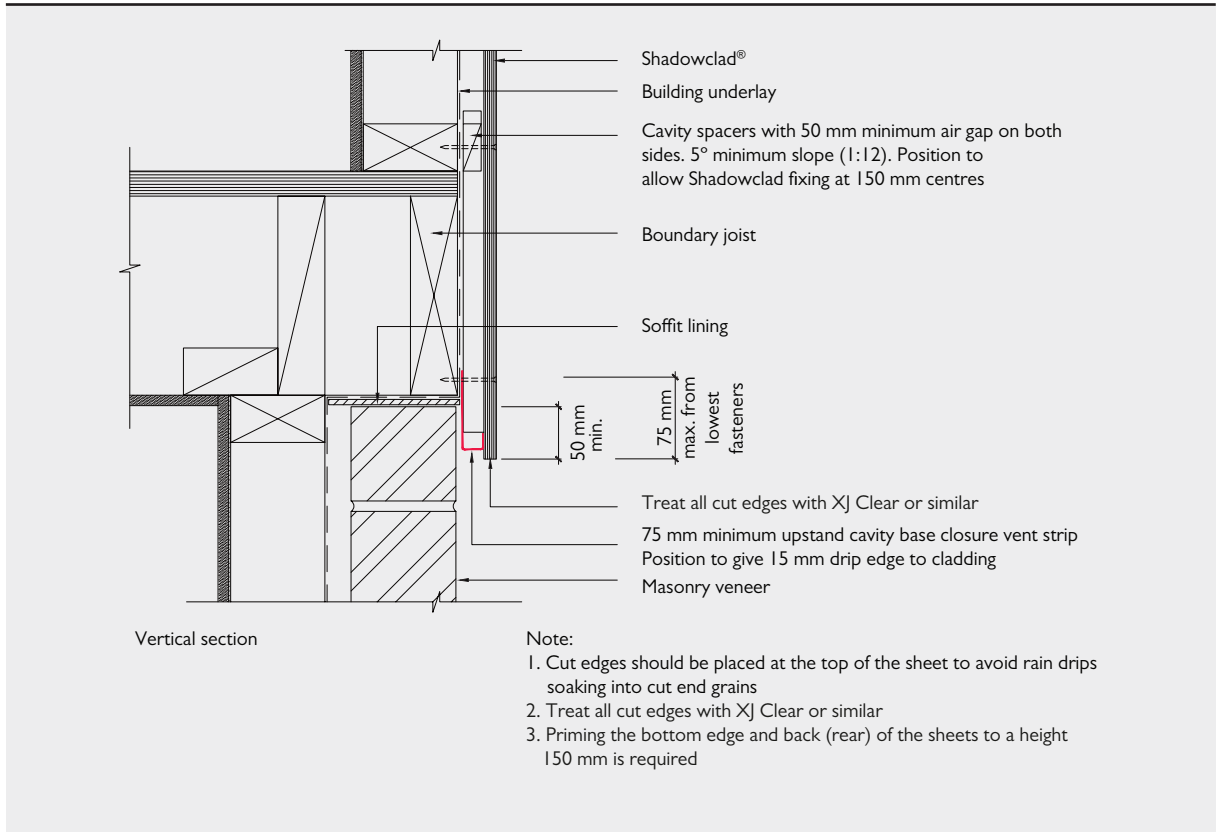 Shadowclad®
Building underlay
Cavity spacers with 50 mm minimum air gap on both
sides. 5º minimum slope (1:12). Position to
allow Shadowclad fixing at 150 mm centres
Boundary joist
Soffit lining
50 mm
min.
75 mm
max. from
lowest
fasteners
Treat all cut edges with XJ Clear or similar
75 mm minimum upstand cavity base closure vent strip
Position to give 15 mm drip edge to cladding
Masonry veneer
Vertical section
Note:
1. Cut edges should be placed at the top of the sheet to avoid rain drips
soaking into cut end grains
2. Treat all cut edges with XJ Clear or similar
3. Priming the bottom edge and back (rear) of the sheets to a height
150 mm is required